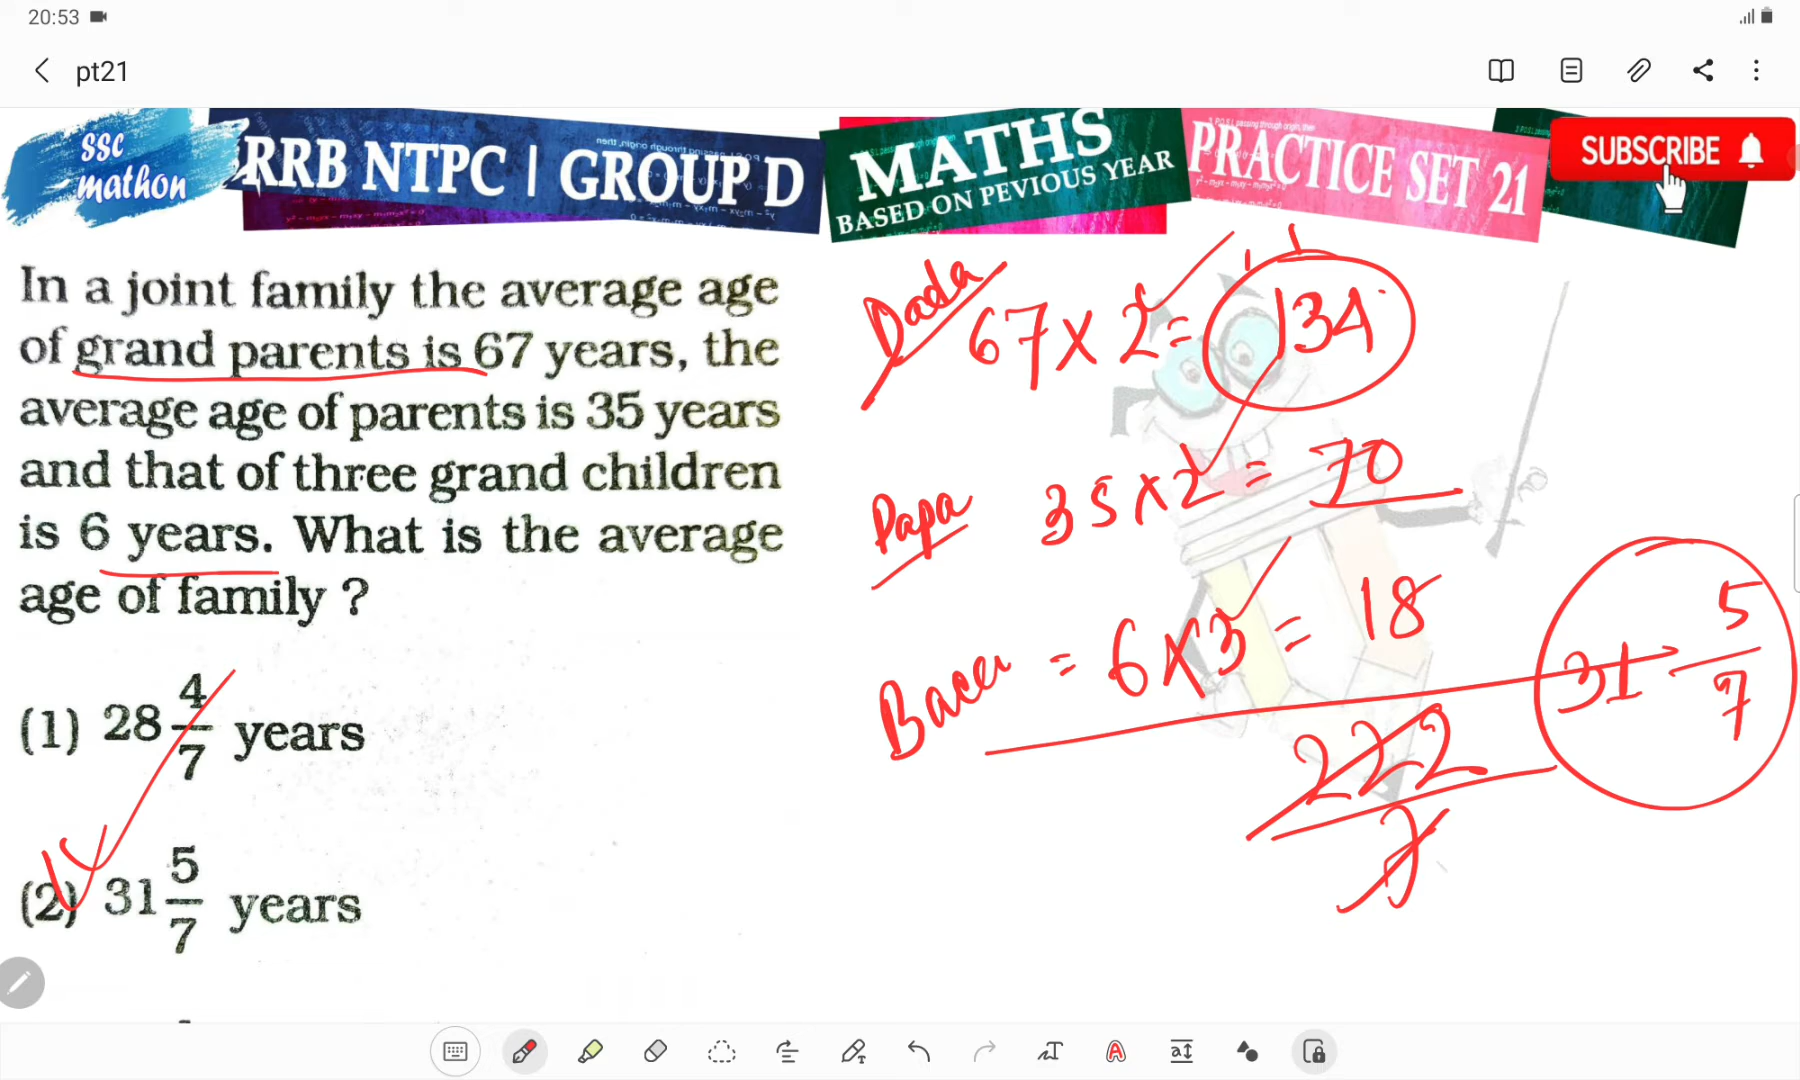 20:53
pt21
SSC
mathon
RRB NTPC | GROUP D
MATHS
BASED ON PEVIOUS YEAR
PRACTICE SET 21
SUBSCRIBE
In a joint family the average age
of grand parents is 67 years, the
average age of parents is 35 years
and that of three grand children
is 6 years. What is the average
age of family ?
(1) 28 4/7 years
(2) 31 5/7 years
Dada 67 x 2 = 134
Papa 35 x 2 = 70
= 6 x 3 = 18
222
7
31 5/7